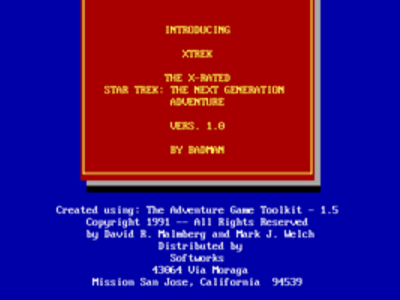 INTRODUCING
XTREK
THE X-RATED
STAR TREK: THE NEXT GENERATION
ADVENTURE
VERS. 1.0
BY BADMAN
Created using: The Adventure Game Toolkit - 1.5
Copyright 1991 -- All Rights Reserved
by David R. Malmberg and Mark J. Welch
Distributed by
Softworks
43064 Via Moraga
Mission San Jose, California  94539